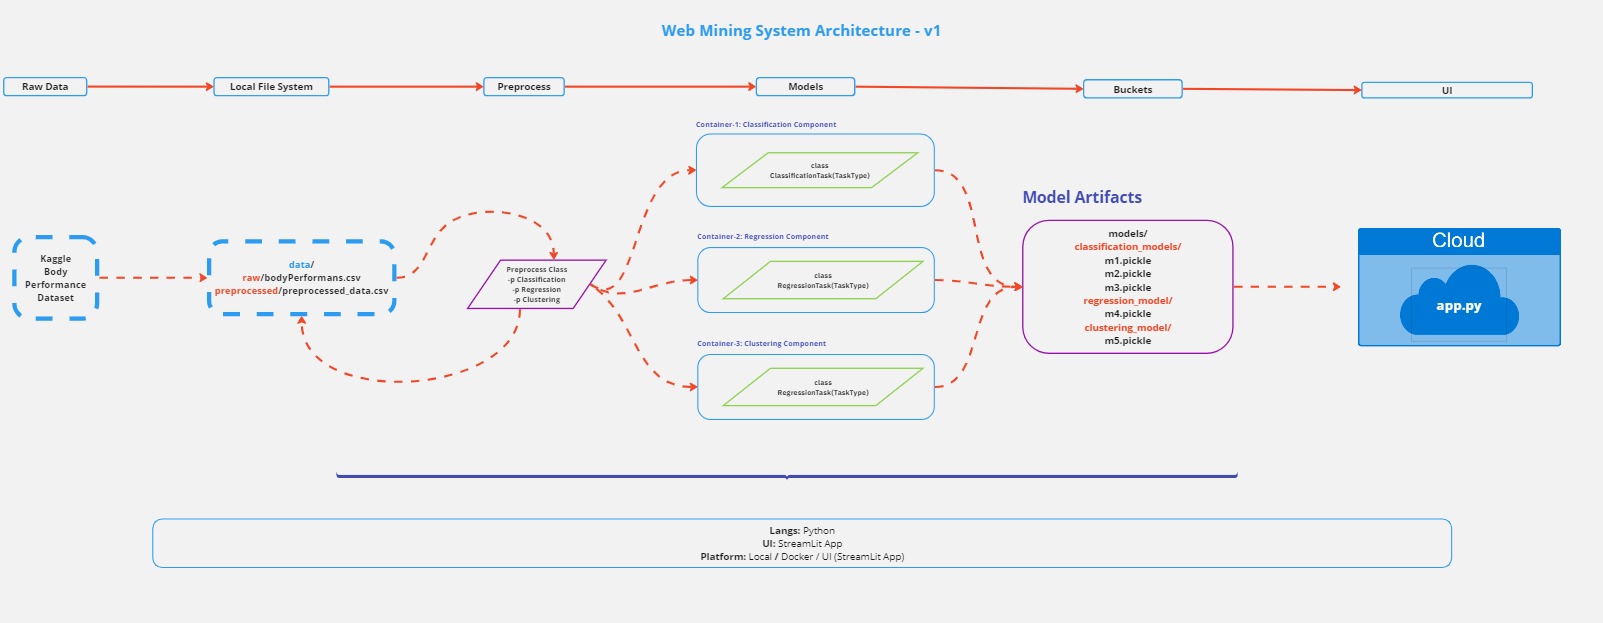 Web Mining System Architecture - v1
Raw Data
Local File System
Preprocess
Models
Buckets
UI
Kaggle
Body
Performance
Dataset
data/
raw/bodyPerformans.csv
preprocessed/preprocessed_data.csv
Preprocess Class
-p Classification
-p Regression
-p Clustering
Container-1: Classification Component
class
ClassificationTask(TaskType)
Container-2: Regression Component
class
RegressionTask(TaskType)
Container-3: Clustering Component
class
RegressionTask(TaskType)
Model Artifacts
models/
classification_models/
m1.pickle
m2.pickle
m3.pickle
regression_model/
m4.pickle
clustering_model/
m5.pickle
Cloud
app.py
Langs: Python
UI: StreamLit App
Platform: Local / Docker / UI (StreamLit App)